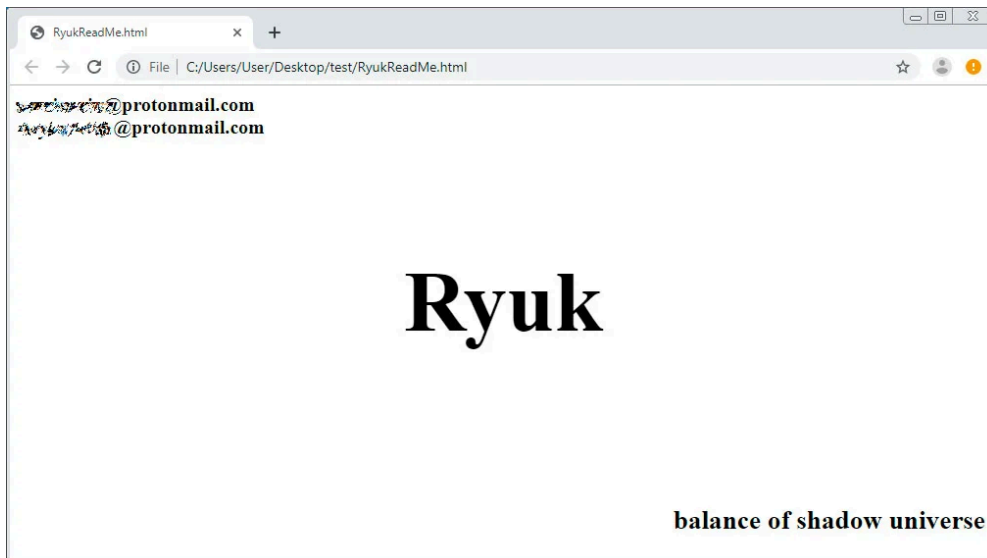 RyukReadMe.html
File | C:/Users/User/Desktop/test/RyukReadMe.html
@protonmail.com
@protonmail.com
Ryuk
balance of shadow universe